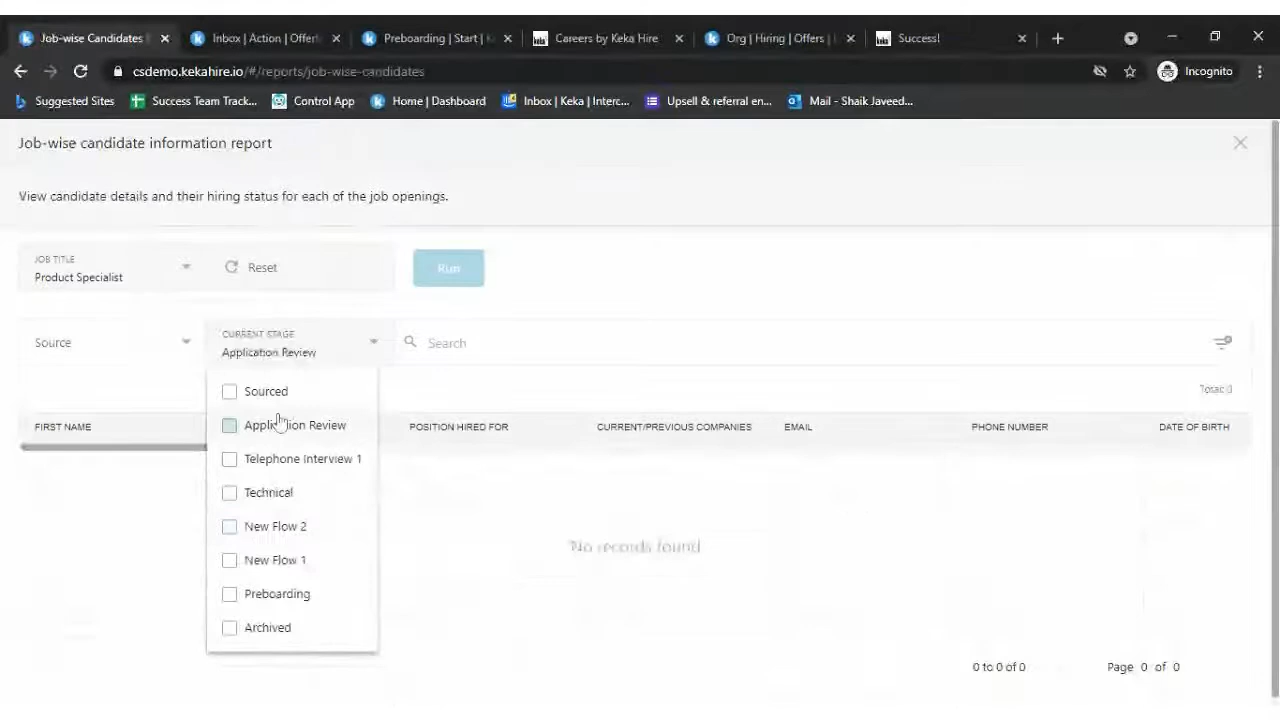 Job-wise Candidates
Inbox | Action | Offer
Preboarding | Start |
Careers by Keka Hire
Org | Hiring | Offers |
Success!
Incognito
csdemo.kekahire.io/#/reports/job-wise-candidates
Suggested Sites
Success Team Track...
Control App
Home | Dashboard
Inbox | Keka | Interc...
Upsell & referral en...
Mail - Shaik Javeed...
Job-wise candidate information report
View candidate details and their hiring status for each of the job openings.
JOB TITLE
Product Specialist
Reset
Run
Source
CURRENT STAGE
Application Review
Search
Total: 0
FIRST NAME
POSITION HIRED FOR
CURRENT/PREVIOUS COMPANIES
EMAIL
PHONE NUMBER
DATE OF BIRTH
Sourced
Application Review
Telephone Interview 1
Technical
New Flow 2
New Flow 1
Preboarding
Archived
No records found
0 to 0 of 0
Page 0 of 0